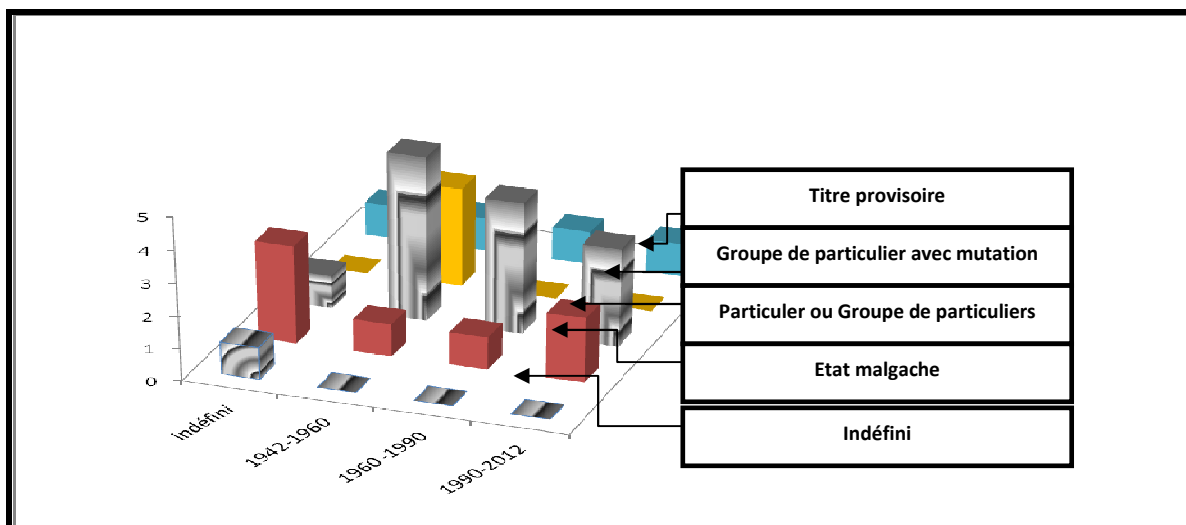 5
4
3
2
1
0
indéfini
1942-1960
1960-1990
1990-2012
Titre provisoire
Groupe de particulier avec mutation
Particuler ou Groupe de particuliers
Etat malgache
Indéfini